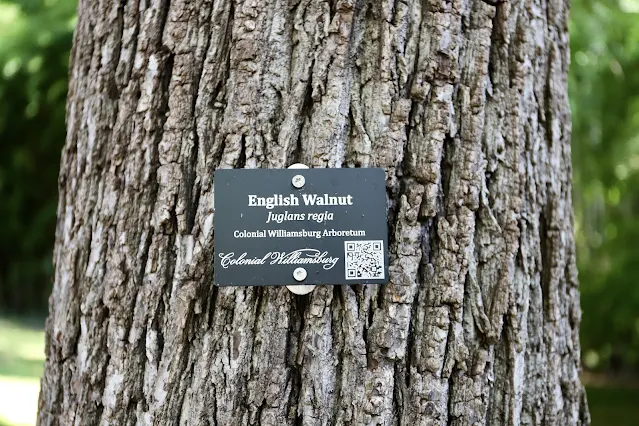 English Walnut
Juglans regia
Colonial Williamsburg Arboretum
Colonial Williamsburg